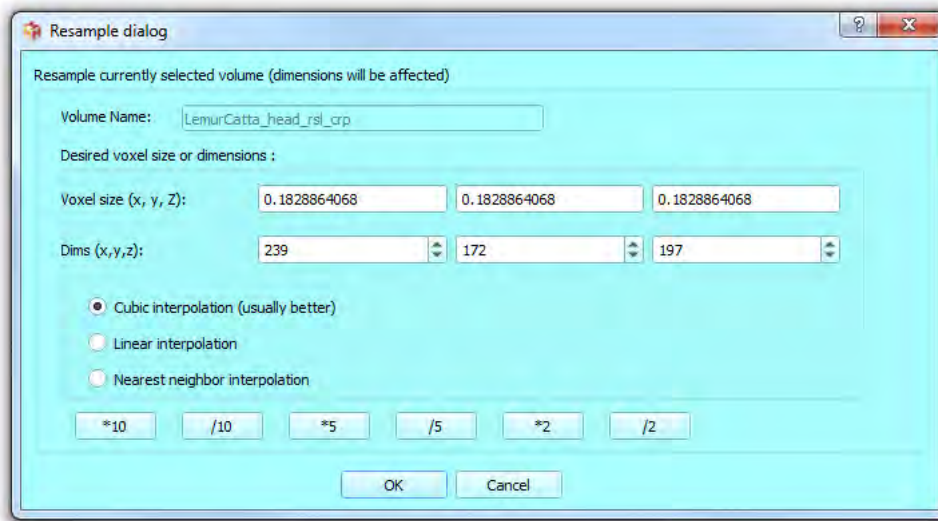 Resample dialog
Resample currently selected volume (dimensions will be affected)
Volume Name: LemurCatta_head_rsl_crp
Desired voxel size or dimensions :
Voxel size (x, y, Z): 0.1828864068 0.1828864068 0.1828864068
Dims (x,y,z): 239 172 197
Cubic interpolation (usually better)
Linear interpolation
Nearest neighbor interpolation
*10 /10 *5 /5 *2 /2
OK Cancel